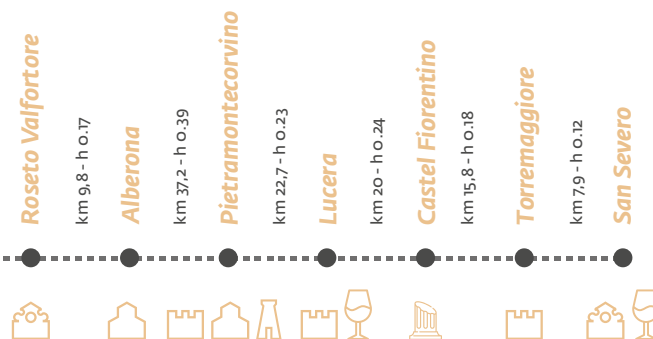 Roseto Valfortore
km 9,8 - h 0.17
Alberona
km 37,2 - h 0.39
Pietramontecorvino
km 22,7 - h 0.23
Lucera
km 20 - h 0.24
Castel Fiorentino
km 15,8 - h 0.18
Torremaggiore
km 7,9 - h 0.12
San Severo